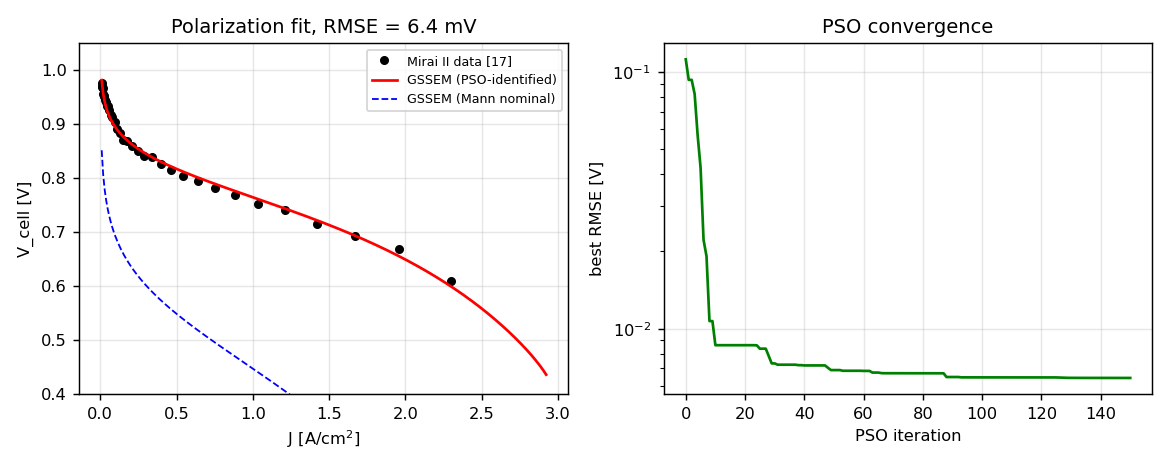 Polarization fit, RMSE = 6.4 mV
V_cell [V]
1.0
0.9
0.8
0.7
0.6
0.5
0.4
Mirai II data [17]
GSSEM (PSO-identified)
GSSEM (Mann nominal)
0.0 0.5 1.0 1.5 2.0 2.5 3.0
J [A/cm²]
PSO convergence
best RMSE [V]
10⁻¹
10⁻²
0 20 40 60 80 100 120 140
PSO iteration